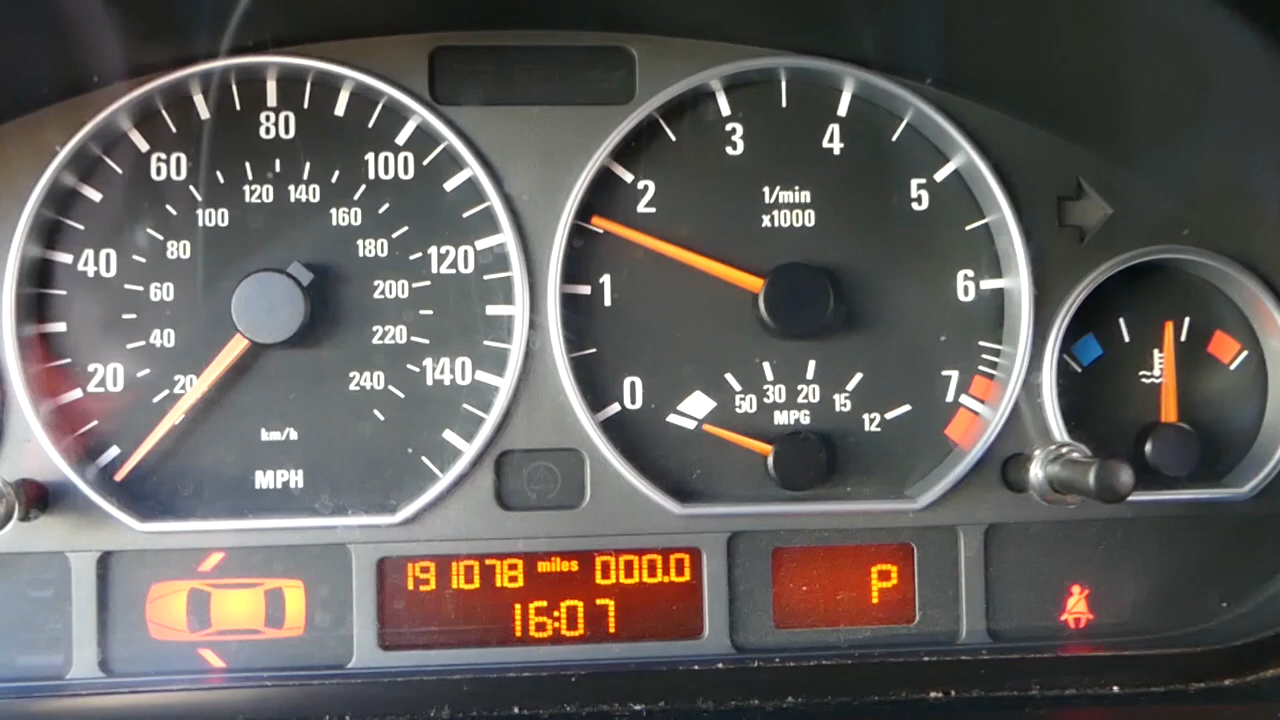 20 40 60 80 100 120 140
20 40 60 80 100 120 140 160 180 200 220 240
km/h
MPH
0 1 2 3 4 5 6 7
1/min
x1000
50 30 20 15 12
MPG
191078 miles 000.0
16:07
P